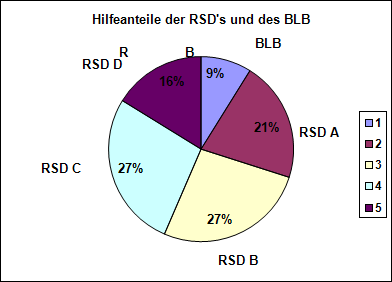 Hilfeanteile der RSD's und des BLB
R
B
BLB
RSD D
9%
16%
21%
RSD A
RSD C
27%
27%
RSD B
1
2
3
4
5